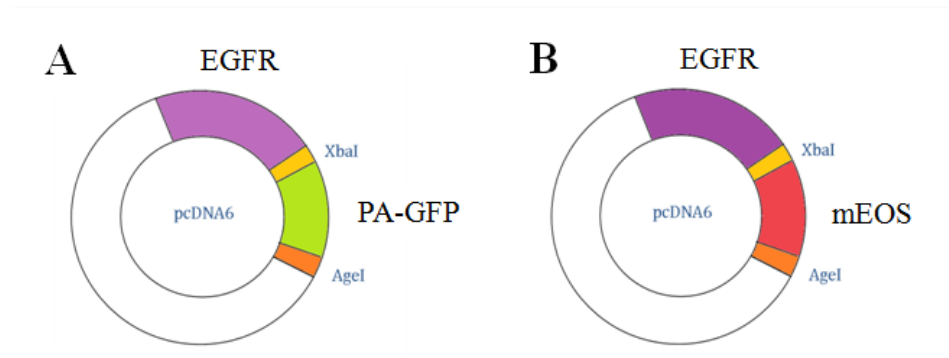 A
EGFR
XbaI
pcDNA6
PA-GFP
AgeI
B
EGFR
XbaI
pcDNA6
mEOS
AgeI